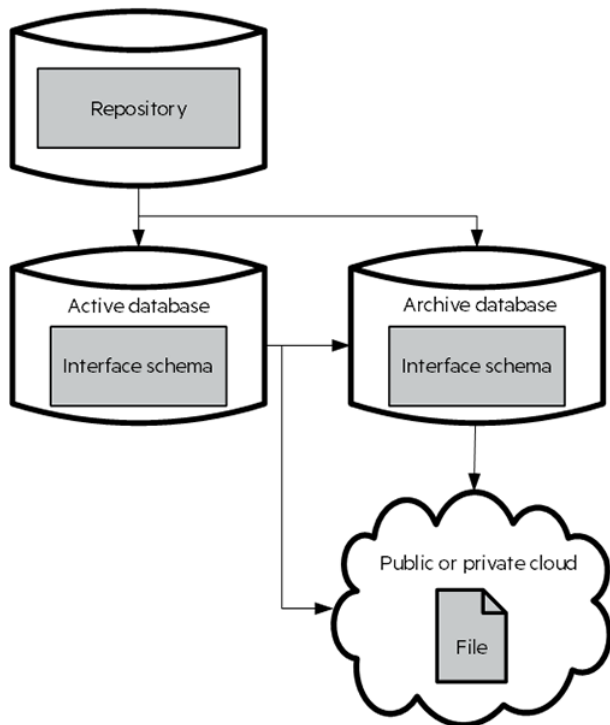 Repository
Active database
Interface schema
Archive database
Interface schema
Public or private cloud
File